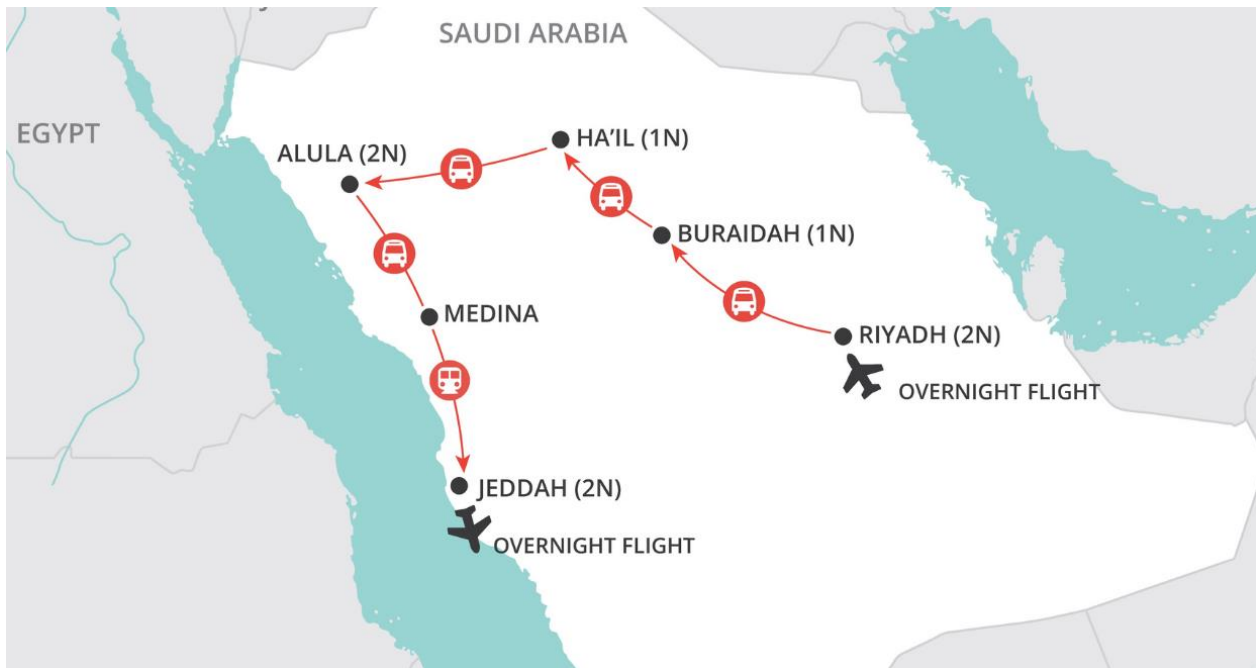 SAUDI ARABIA
EGYPT
HA'IL (1N)
ALULA (2N)
BURAIDAH (1N)
MEDINA
RIYADH (2N)
OVERNIGHT FLIGHT
JEDDAH (2N)
OVERNIGHT FLIGHT